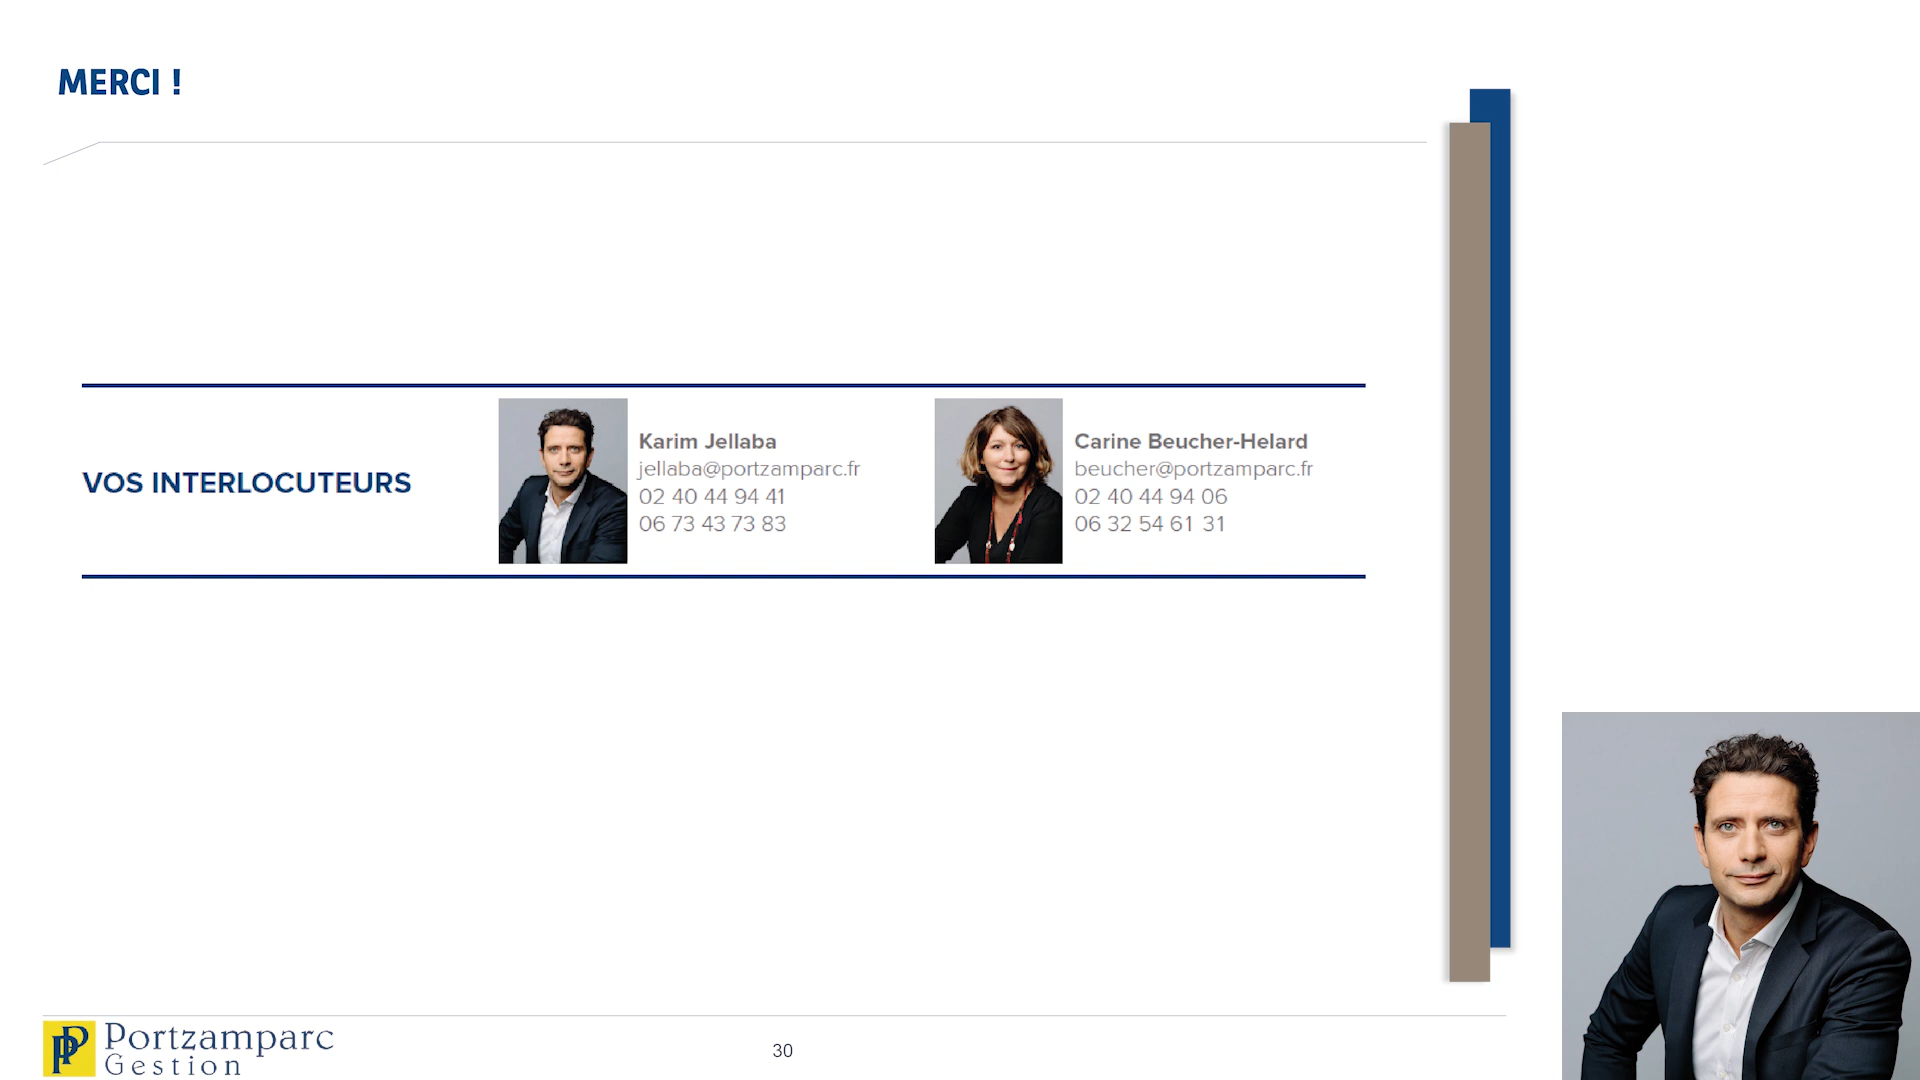 MERCI !
VOS INTERLOCUTEURS
Karim Jellaba
jellaba@portzamparc.fr
02 40 44 94 41
06 73 43 73 83
Carine Beucher-Helard
beucher@portzamparc.fr
02 40 44 94 06
06 32 54 61 31
PP Portzamparc
Gestion
30